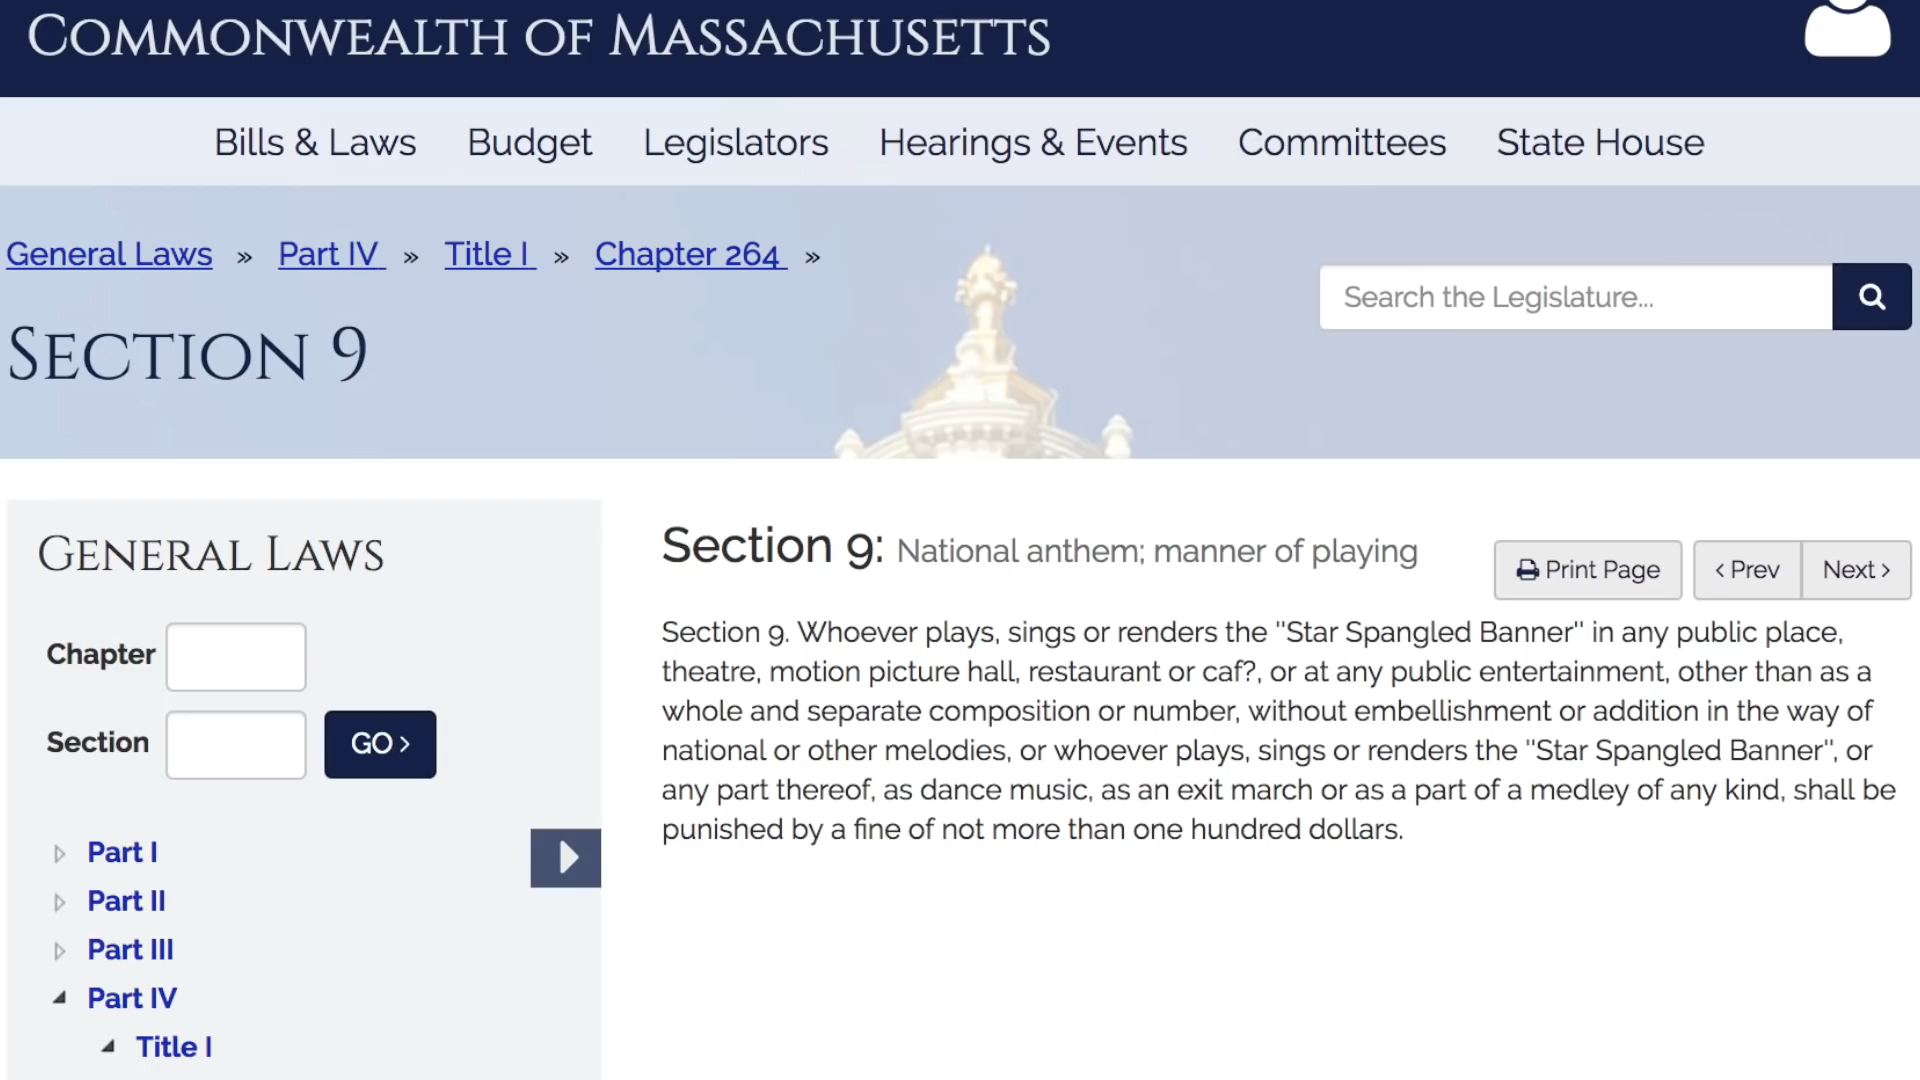 COMMONWEALTH OF MASSACHUSETTS
Bills & Laws Budget Legislators Hearings & Events Committees State House
General Laws » Part IV » Title I » Chapter 264 »
Search the Legislature...
SECTION 9
GENERAL LAWS
Chapter
Section GO ›
Part I
Part II
Part III
Part IV
Title I
Section 9: National anthem; manner of playing
Print Page ‹ Prev Next ›
Section 9. Whoever plays, sings or renders the "Star Spangled Banner" in any public place,
theatre, motion picture hall, restaurant or caf?, or at any public entertainment, other than as a
whole and separate composition or number, without embellishment or addition in the way of
national or other melodies, or whoever plays, sings or renders the "Star Spangled Banner", or
any part thereof, as dance music, as an exit march or as a part of a medley of any kind, shall be
punished by a fine of not more than one hundred dollars.